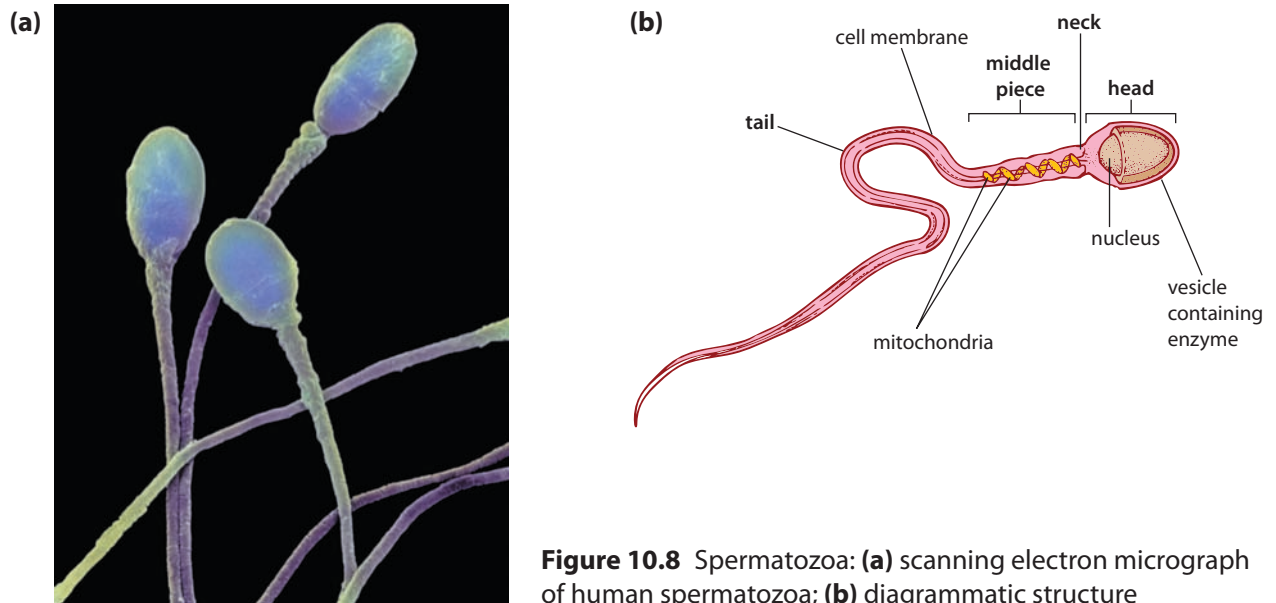 (a)
(b)
neck
cell membrane
middle
piece
head
tail
nucleus
vesicle
containing
enzyme
mitochondria
Figure 10.8 Spermatozoa: (a) scanning electron micrograph
of human spermatozoa; (b) diagrammatic structure